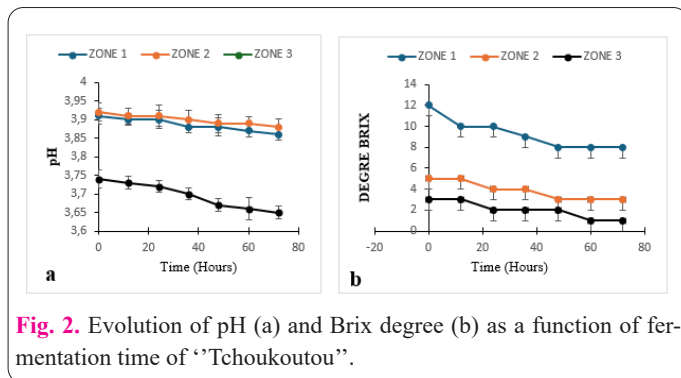 ZONE 1 ZONE 2 ZONE 3
4
3,95
3,9
3,85
3,8
3,75
3,7
3,65
3,6
pH
0 20 40 60 80
Time (Hours)
a
ZONE 1 ZONE 2 ZONE 3
14
12
10
8
6
4
2
0
DEGRE BRIX
-20 0 20 40 60 80
Time (Hours)
b
Fig. 2. Evolution of pH (a) and Brix degree (b) as a function of fer-
mentation time of ‘‘Tchoukoutou’’.